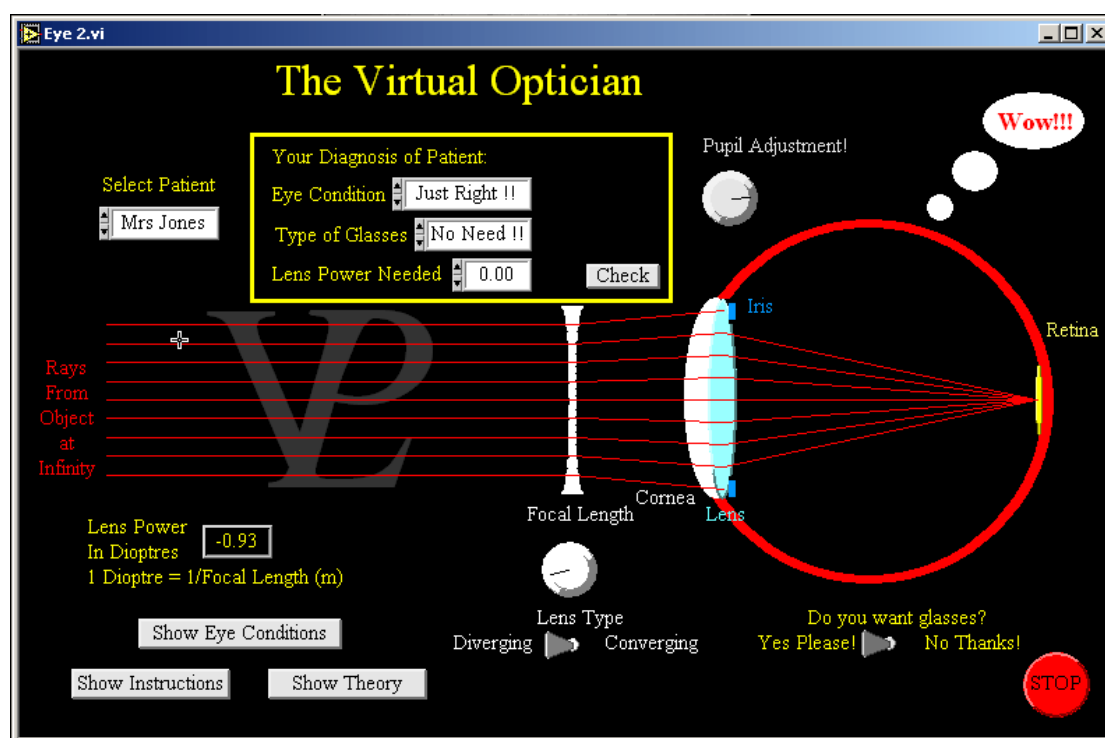 Eye 2.vi
The Virtual Optician
Wow!!!
Your Diagnosis of Patient:
Pupil Adjustment!
Select Patient
Eye Condition Just Right !!
Mrs Jones
Type of Glasses No Need !!
Lens Power Needed 0.00 Check
Iris
Retina
Rays
From
Object
at
Infinity
VPL
Cornea
Lens
Focal Length
Lens Power
In Dioptres -0.93
1 Dioptre = 1/Focal Length (m)
Lens Type
Diverging Converging
Do you want glasses?
Yes Please! No Thanks!
Show Eye Conditions
Show Instructions Show Theory
STOP